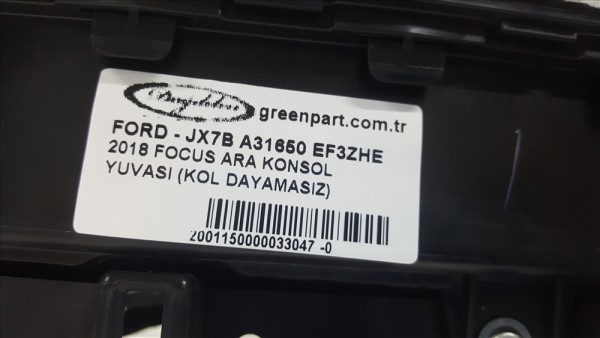 greenpart.com.tr
FORD - JX7B A31650 EF3ZHE
2018 FOCUS ARA KONSOL
YUVASI (KOL DAYAMASIZ)
2001150000033047 -0